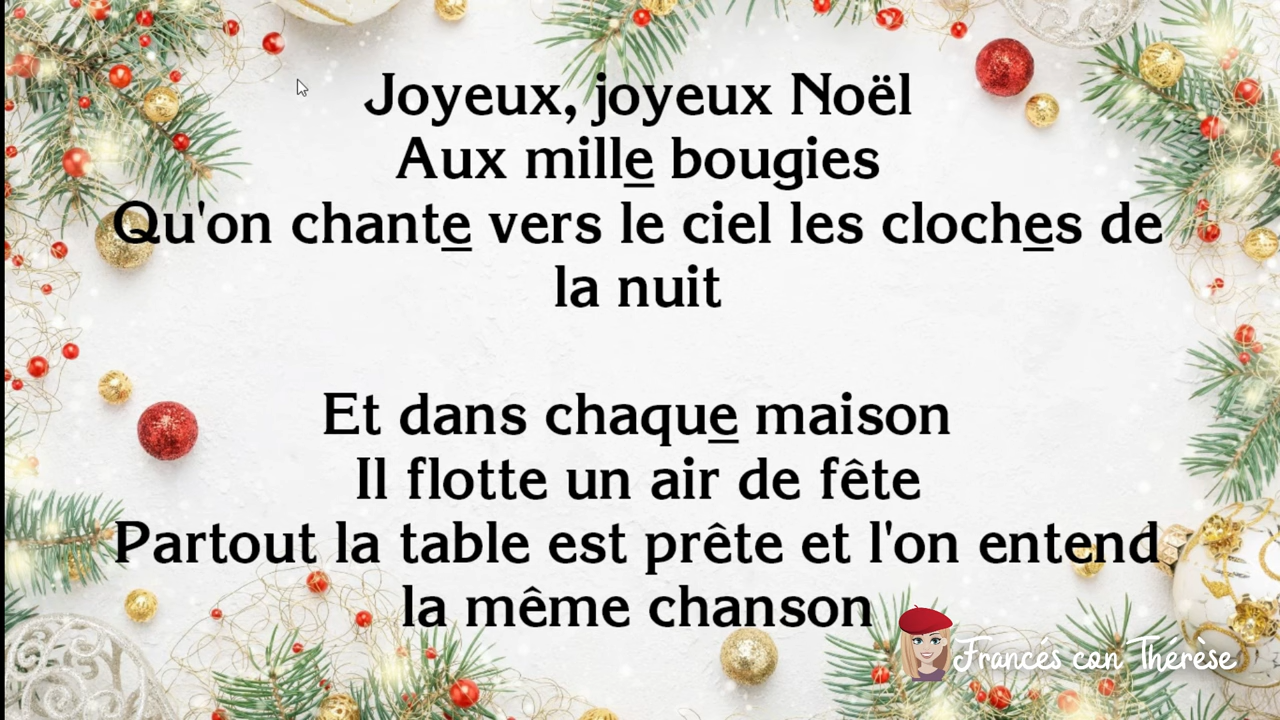 Joyeux, joyeux Noël
Aux mille bougies
Qu'on chante vers le ciel les cloches de
la nuit
Et dans chaque maison
Il flotte un air de fête
Partout la table est prête et l'on entend
la même chanson
Francés con Thérèse